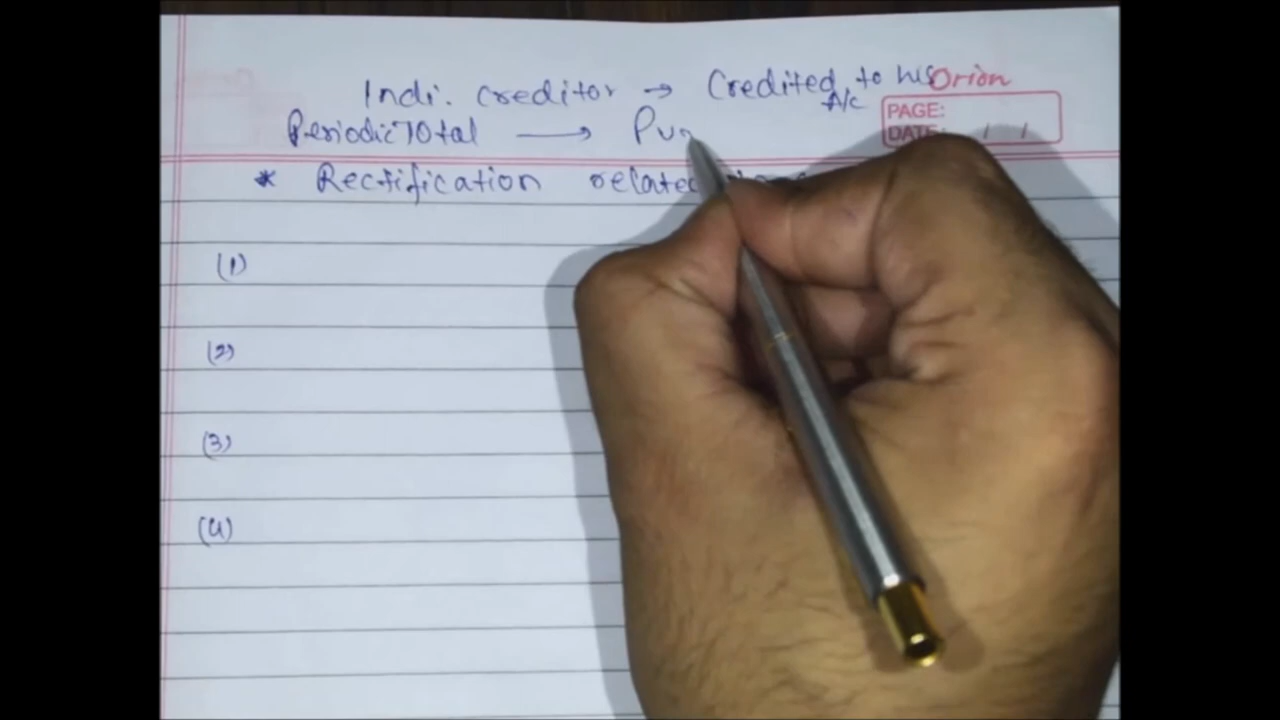 Indi. creditor → Credited to his
A/c
Orion
PAGE:
DATE: / /
Periodic Total → Pur
* Rectification related
(1)
(2)
(3)
(4)